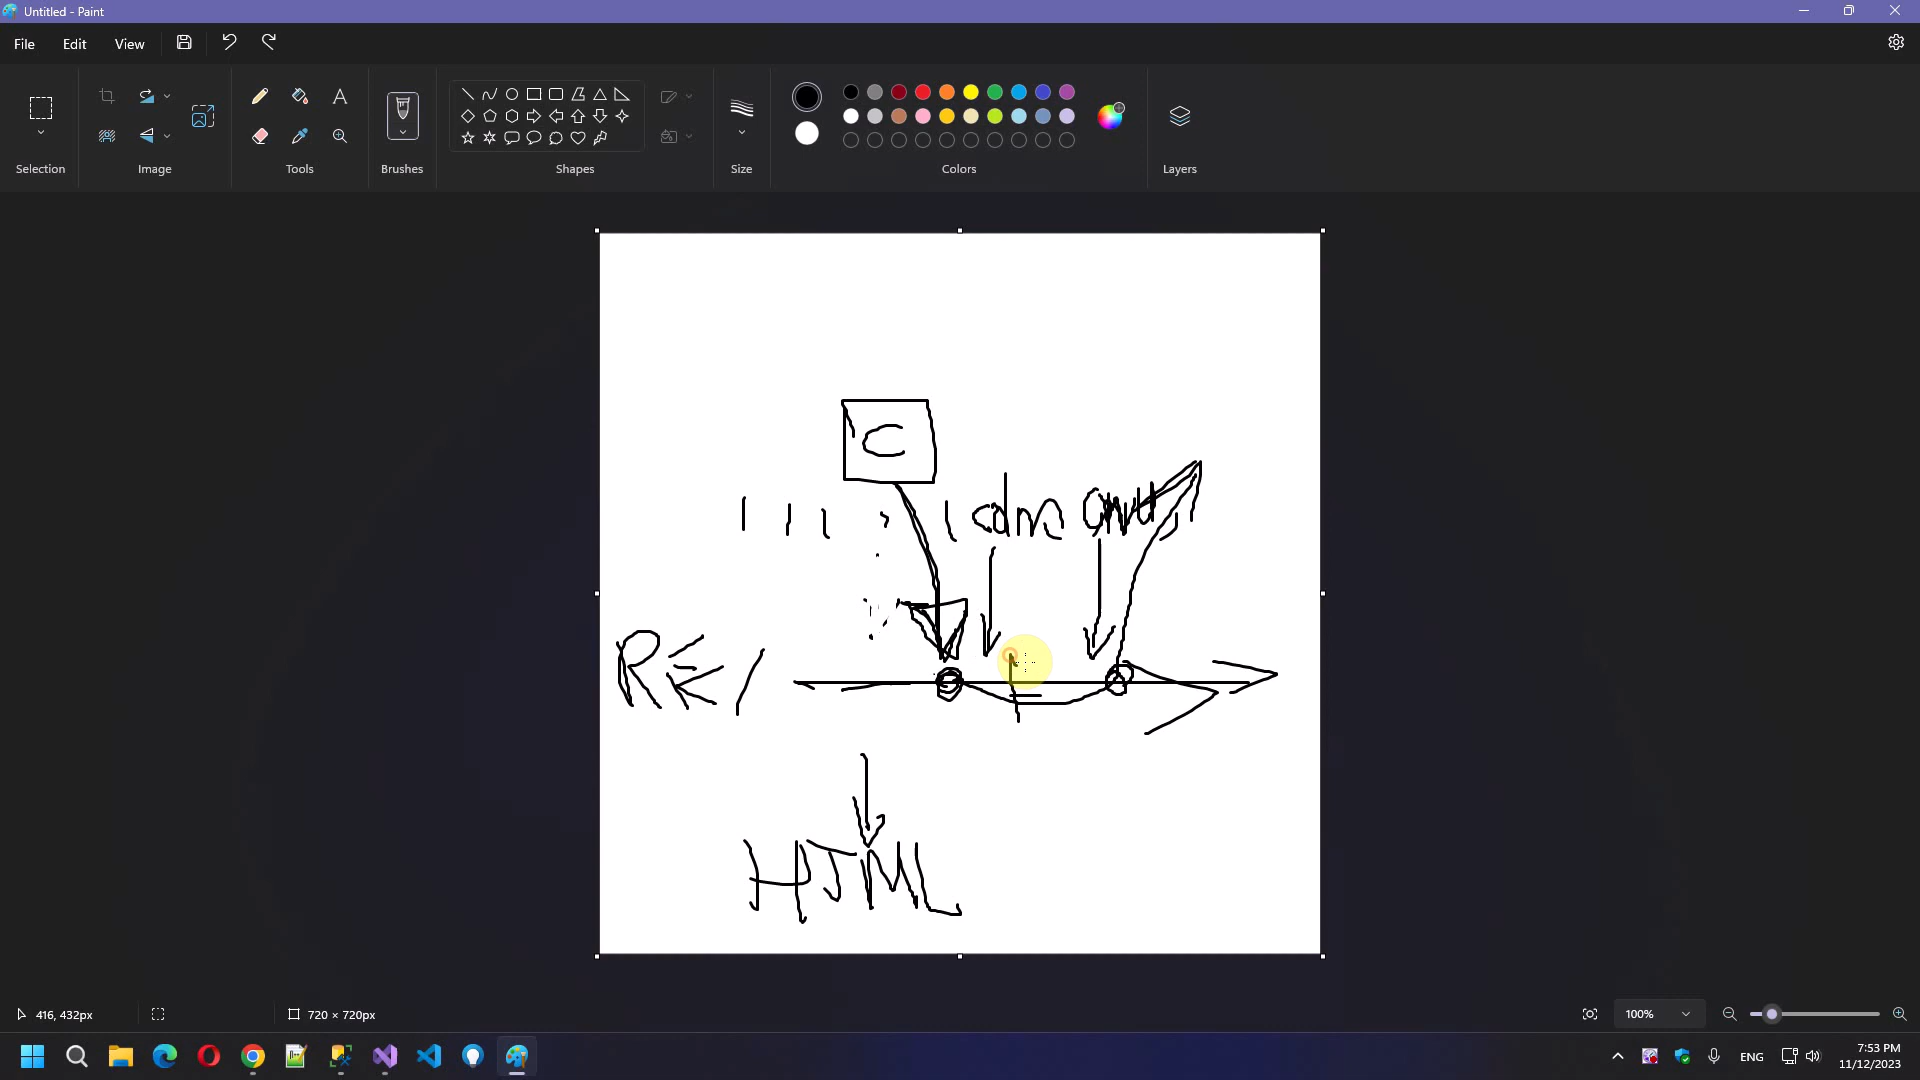 Untitled - Paint
File Edit View
Selection Image Tools Brushes Shapes Size Colors Layers
C
HTML
416, 432px 720 × 720px 100%
ENG 7:53 PM
11/12/2023